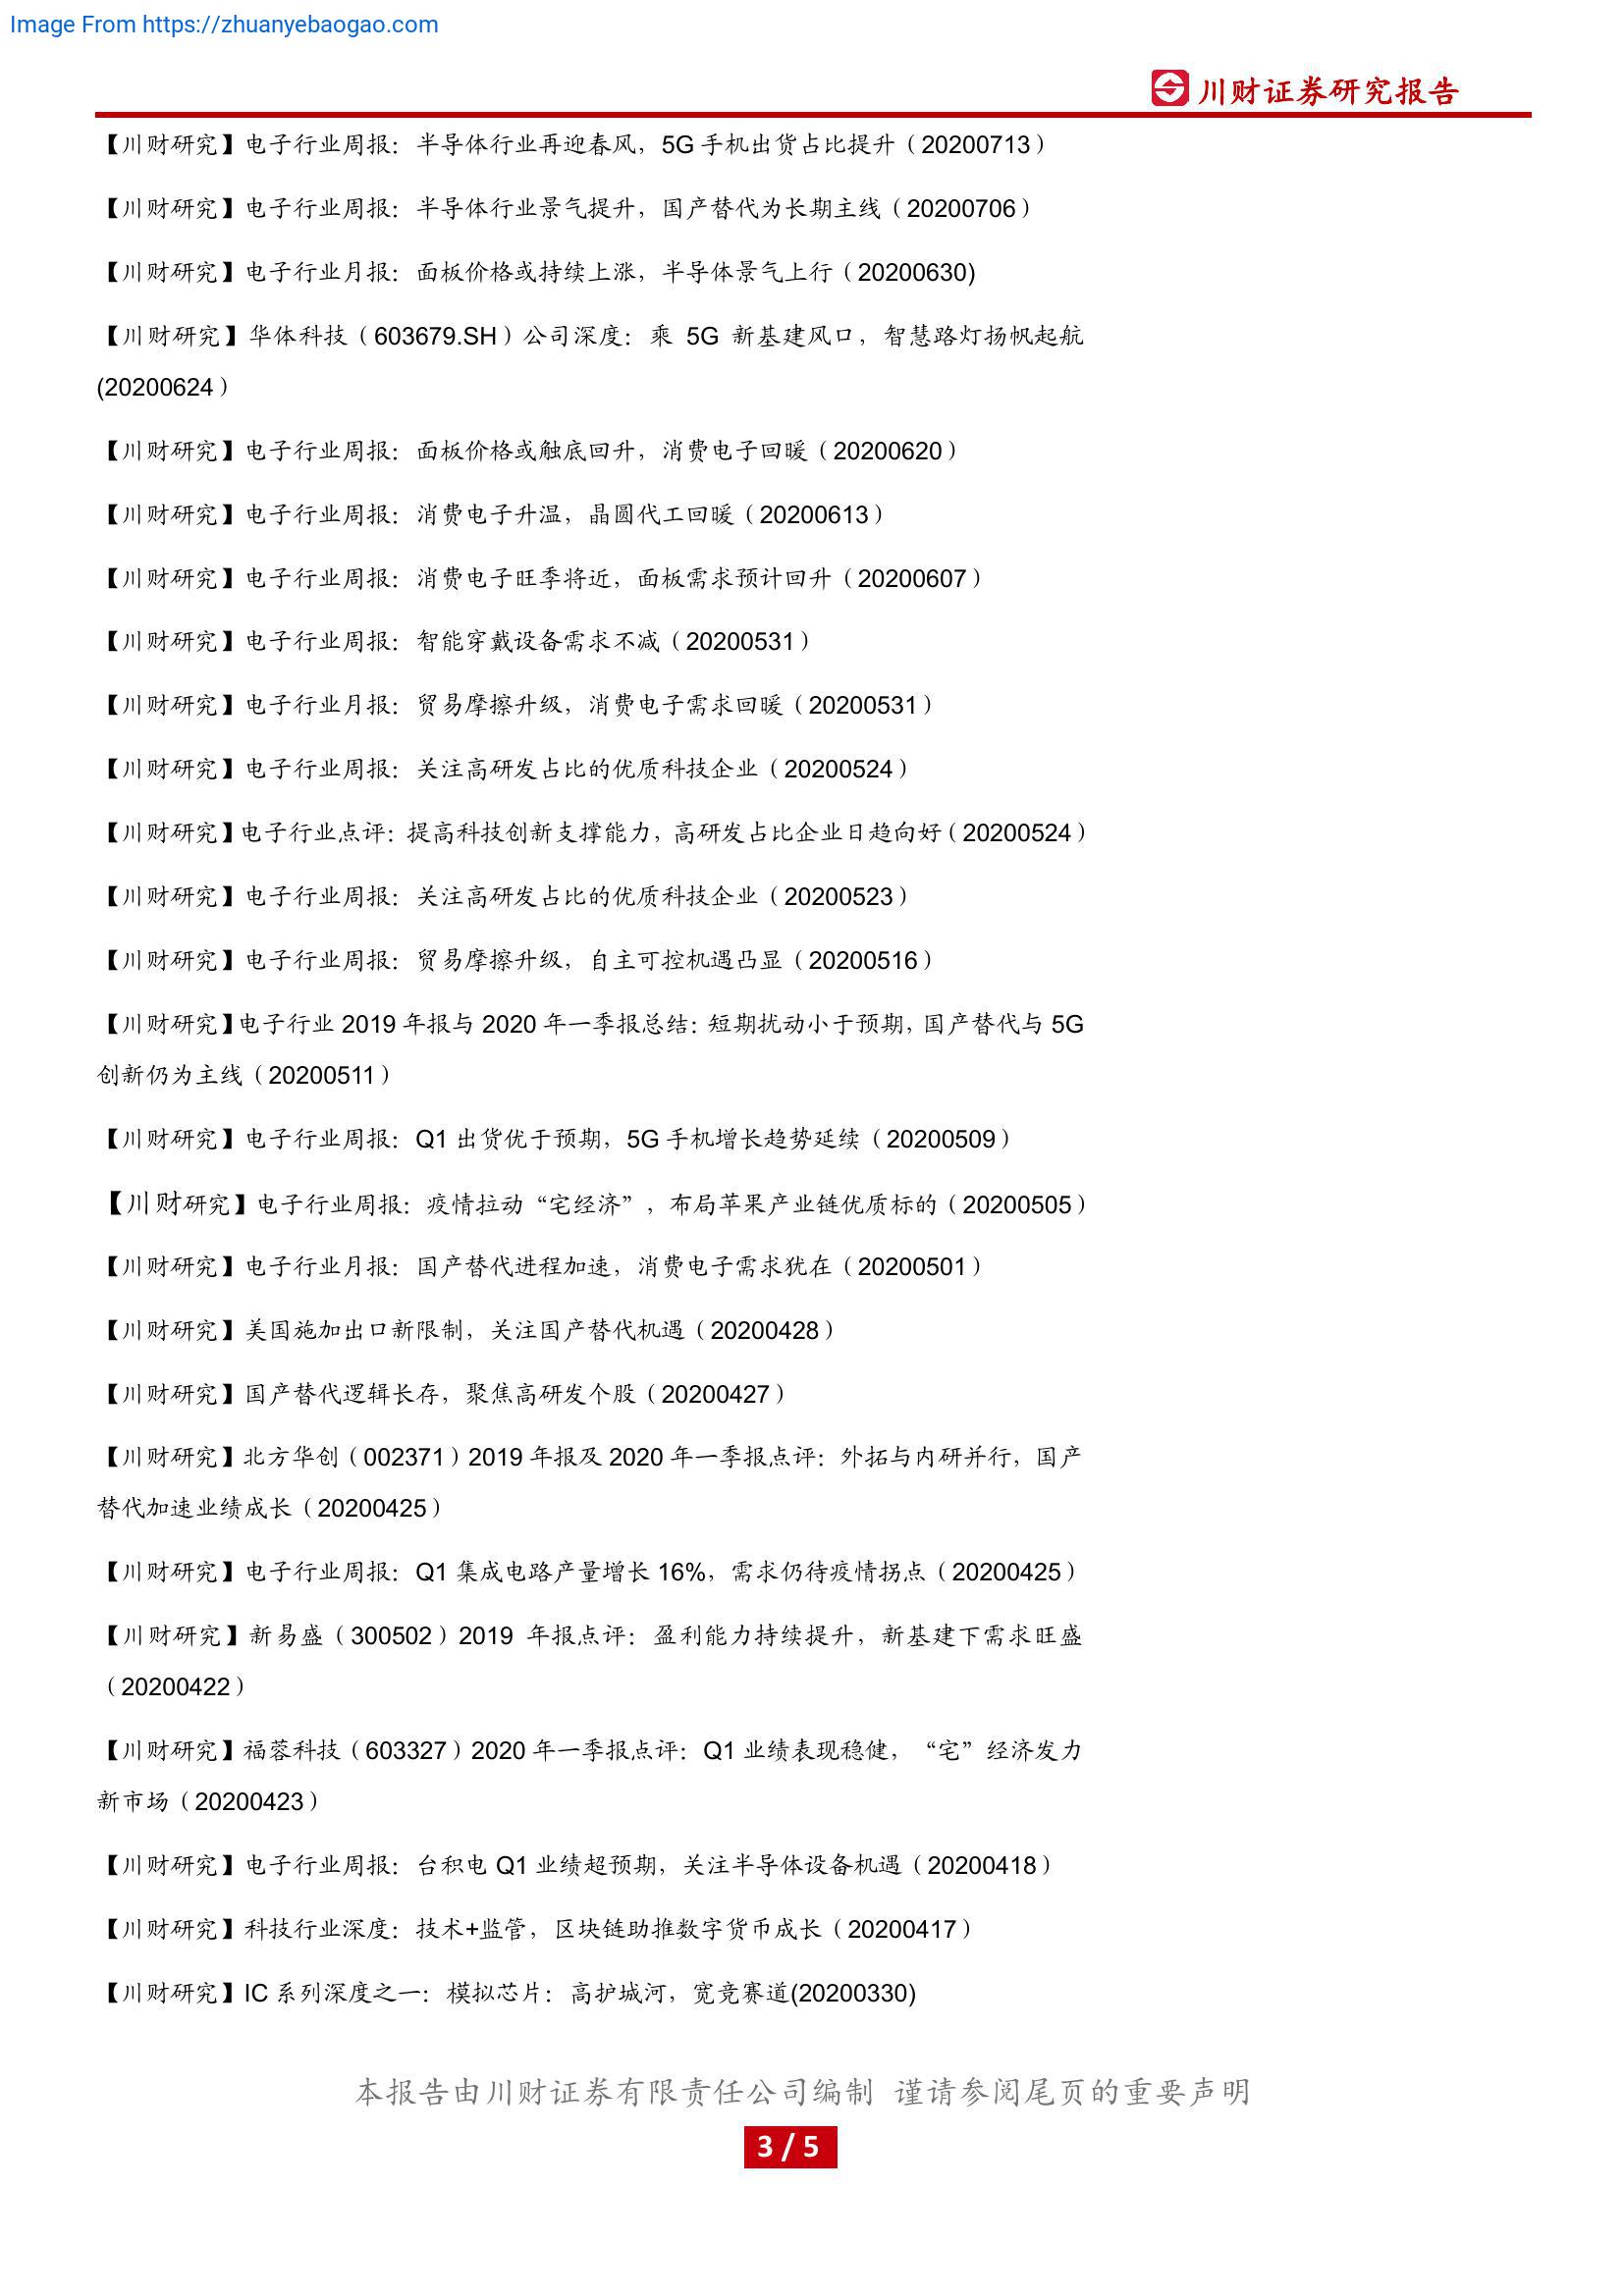 Image From https://zhuanyebaogao.com
川财证券研究报告
【川财研究】电子行业周报：半导体行业再迎春风，5G 手机出货占比提升（20200713）
【川财研究】电子行业周报：半导体行业景气提升，国产替代为长期主线（20200706）
【川财研究】电子行业月报：面板价格或持续上涨，半导体景气上行（20200630)
【川财研究】华体科技（603679.SH）公司深度：乘 5G 新基建风口，智慧路灯扬帆起航
(20200624）
【川财研究】电子行业周报：面板价格或触底回升，消费电子回暖（20200620）
【川财研究】电子行业周报：消费电子升温，晶圆代工回暖（20200613）
【川财研究】电子行业周报：消费电子旺季将近，面板需求预计回升（20200607）
【川财研究】电子行业周报：智能穿戴设备需求不减（20200531）
【川财研究】电子行业月报：贸易摩擦升级，消费电子需求回暖（20200531）
【川财研究】电子行业周报：关注高研发占比的优质科技企业（20200524）
【川财研究】电子行业点评：提高科技创新支撑能力，高研发占比企业日趋向好（20200524）
【川财研究】电子行业周报：关注高研发占比的优质科技企业（20200523）
【川财研究】电子行业周报：贸易摩擦升级，自主可控机遇凸显（20200516）
【川财研究】电子行业 2019 年报与 2020 年一季报总结：短期扰动小于预期，国产替代与 5G
创新仍为主线（20200511）
【川财研究】电子行业周报：Q1 出货优于预期，5G 手机增长趋势延续（20200509）
【川财研究】电子行业周报：疫情拉动“宅经济”，布局苹果产业链优质标的（20200505）
【川财研究】电子行业月报：国产替代进程加速，消费电子需求犹在（20200501）
【川财研究】美国施加出口新限制，关注国产替代机遇（20200428）
【川财研究】国产替代逻辑长存，聚焦高研发个股（20200427）
【川财研究】北方华创（002371）2019 年报及 2020 年一季报点评：外拓与内研并行，国产
替代加速业绩成长（20200425）
【川财研究】电子行业周报：Q1 集成电路产量增长 16%，需求仍待疫情拐点（20200425）
【川财研究】新易盛（300502）2019 年报点评：盈利能力持续提升，新基建下需求旺盛
（20200422）
【川财研究】福蓉科技（603327）2020 年一季报点评：Q1 业绩表现稳健，“宅”经济发力
新市场（20200423）
【川财研究】电子行业周报：台积电 Q1 业绩超预期，关注半导体设备机遇（20200418）
【川财研究】科技行业深度：技术+监管，区块链助推数字货币成长（20200417）
【川财研究】IC 系列深度之一：模拟芯片：高护城河，宽竞赛道(20200330)
本报告由川财证券有限责任公司编制 谨请参阅尾页的重要声明
3 / 5